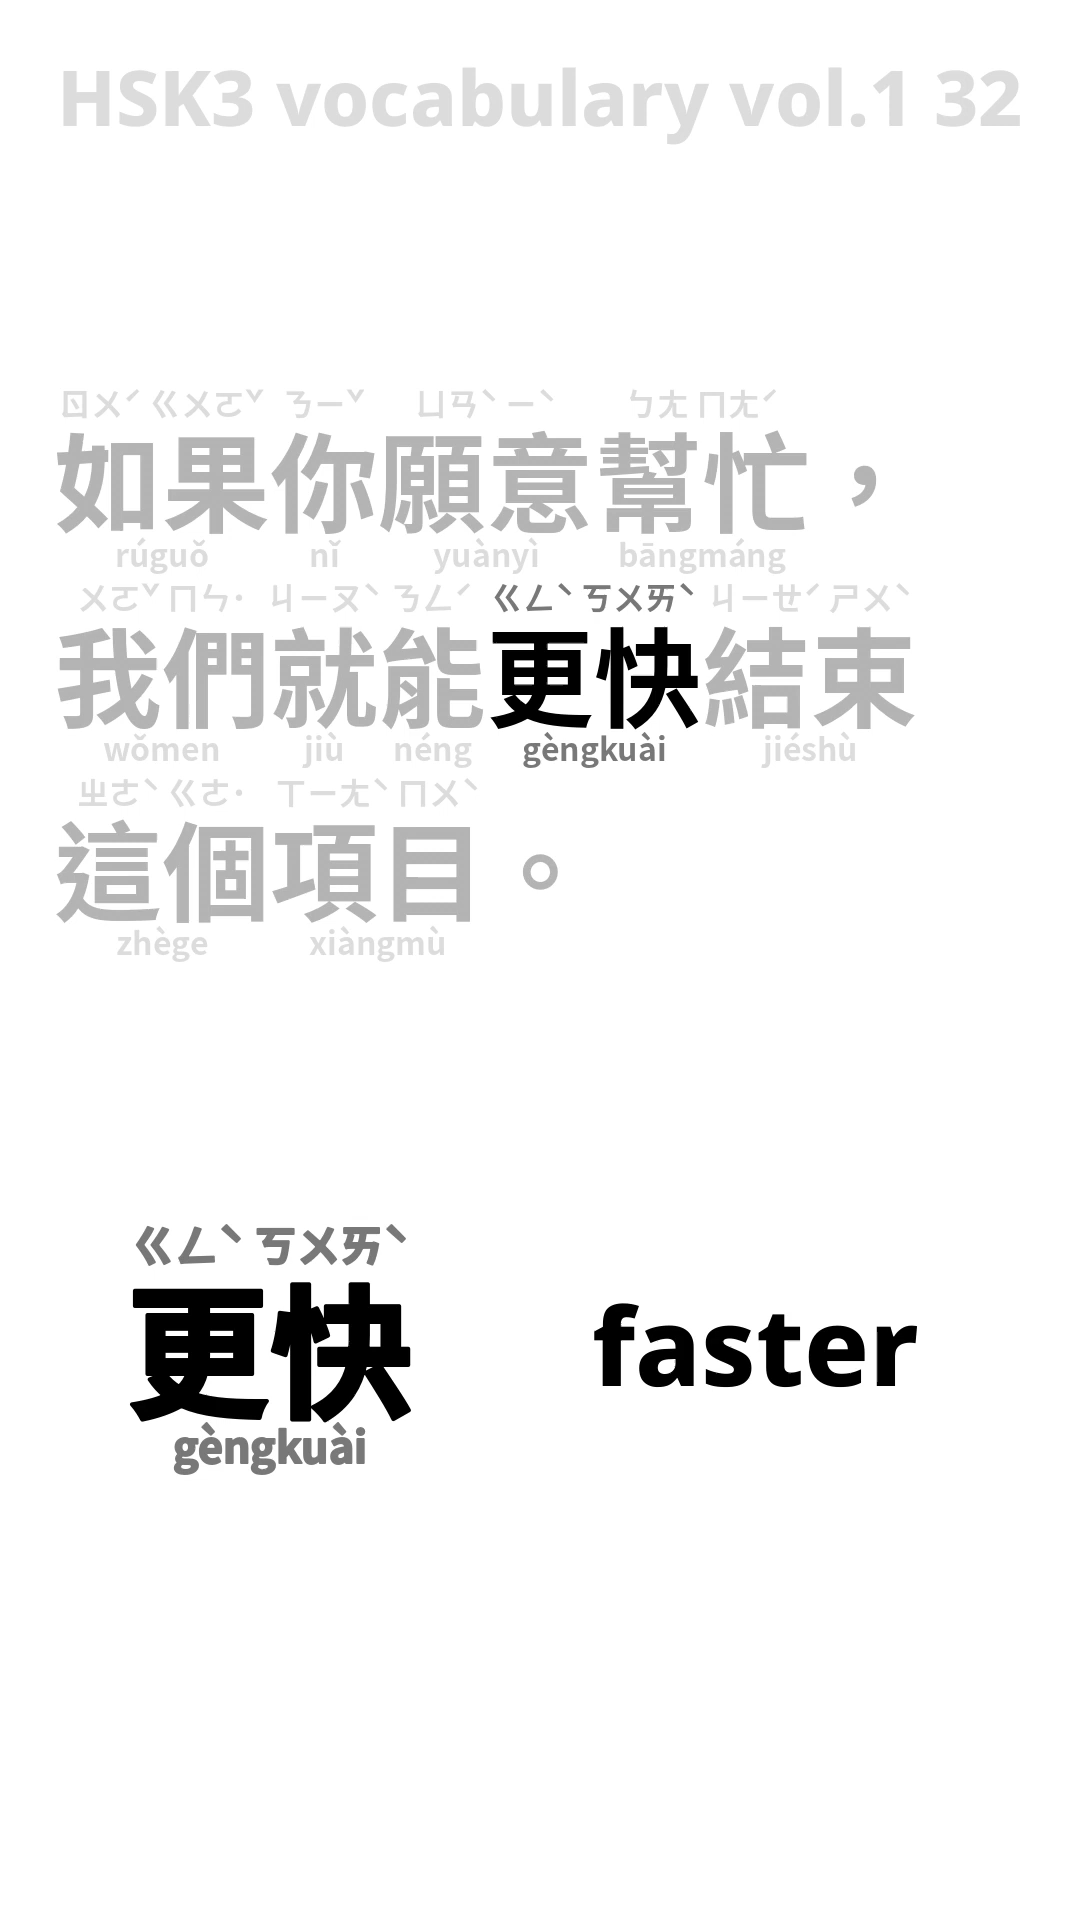 HSK3 vocabulary vol.1 32
ㄖㄨˊ ㄍㄨㄛˇ ㄋㄧˇ ㄩㄢˋ ㄧˋ ㄅㄤ ㄇㄤˊ
如果你願意幫忙，
rúguǒ nǐ yuànyì bāngmáng
ㄨㄛˇ ㄇㄣ˙ ㄐㄧㄡˋ ㄋㄥˊ ㄍㄥˋ ㄎㄨㄞˋ ㄐㄧㄝˊ ㄕㄨˋ
我們就能更快結束
wǒmen jiù néng gèngkuài jiéshù
ㄓㄜˋ ㄍㄜ˙ ㄒㄧㄤˋ ㄇㄨˋ
這個項目。
zhège xiàngmù
ㄍㄥˋ ㄎㄨㄞˋ
更快 faster
gèngkuài